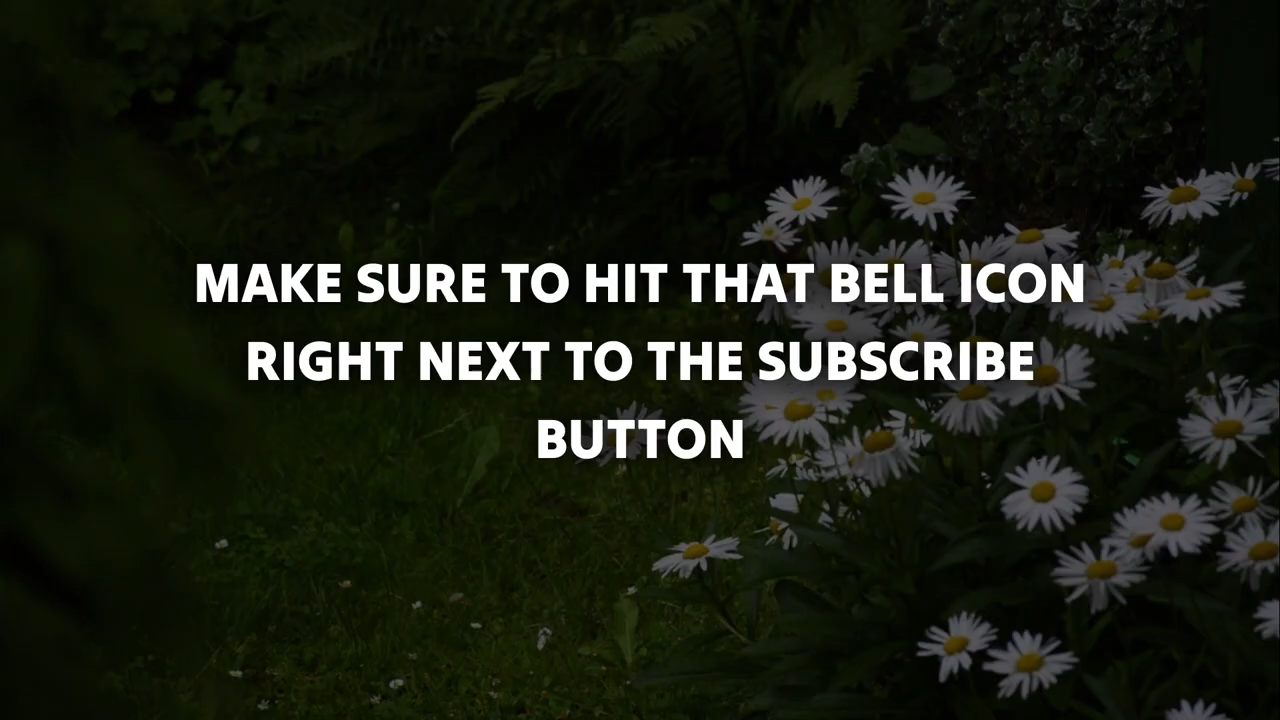 MAKE SURE TO HIT THAT BELL ICON
RIGHT NEXT TO THE SUBSCRIBE
BUTTON